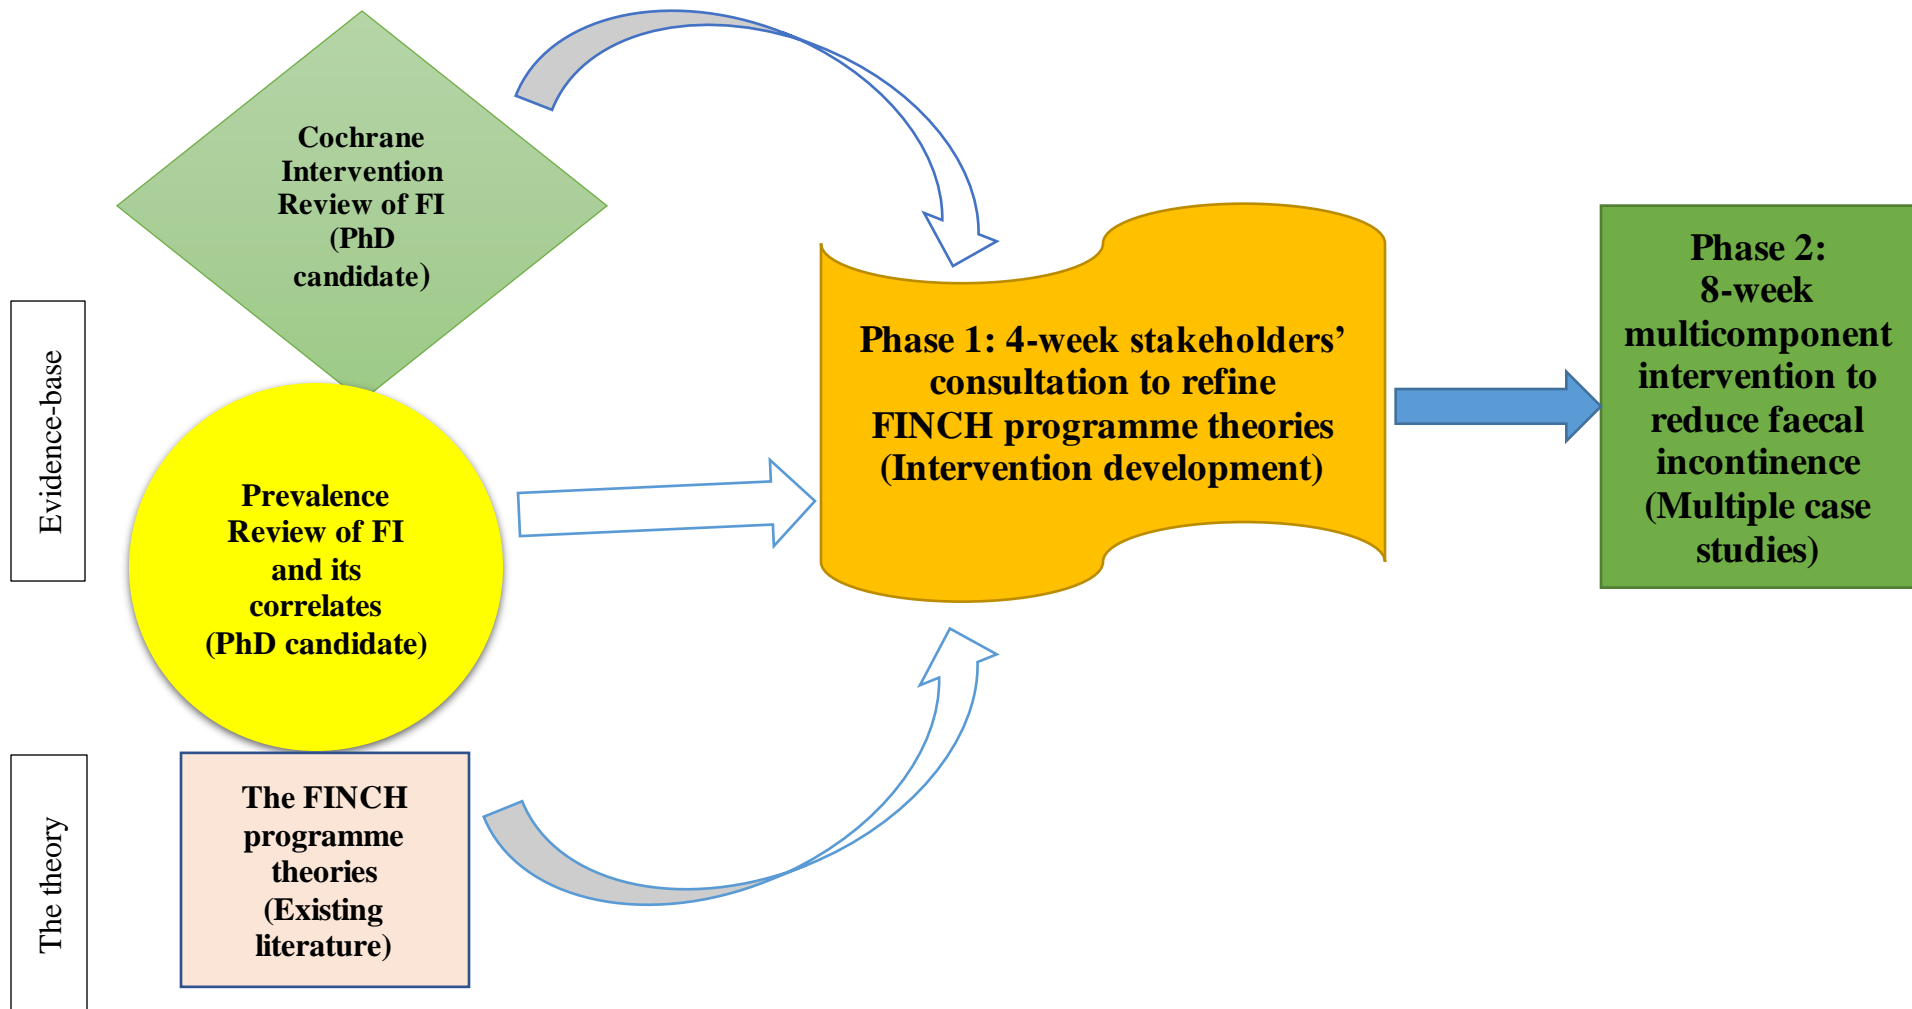 Cochrane
Intervention
Review of FI
(PhD
candidate)
Evidence-base
Prevalence
Review of FI
and its
correlates
(PhD candidate)
The theory
The FINCH
programme
theories
(Existing
literature)
Phase 1: 4-week stakeholders’
consultation to refine
FINCH programme theories
(Intervention development)
Phase 2:
8-week
multicomponent
intervention to
reduce faecal
incontinence
(Multiple case
studies)